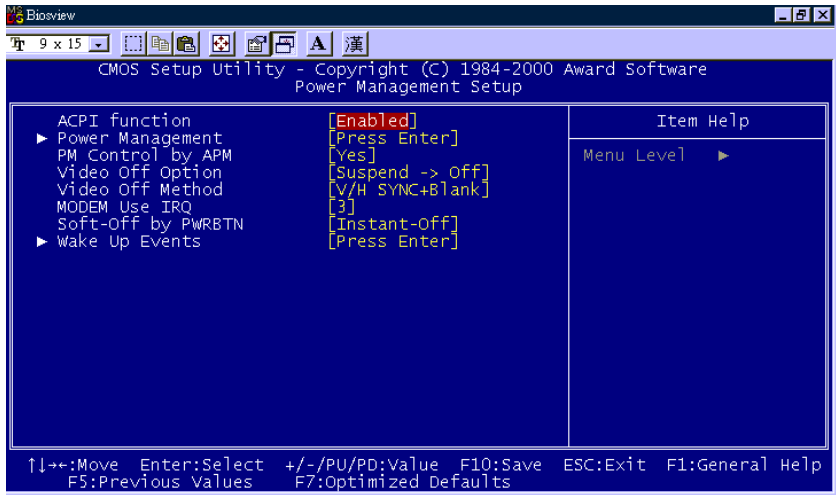 Biosview
9 x 15
A 漢
CMOS Setup Utility - Copyright (C) 1984-2000 Award Software
Power Management Setup
ACPI function [Enabled] Item Help
▶ Power Management [Press Enter]
PM Control by APM [Yes] Menu Level ▶
Video Off Option [Suspend -> Off]
Video Off Method [V/H SYNC+Blank]
MODEM Use IRQ [3]
Soft-Off by PWRBTN [Instant-Off]
▶ Wake Up Events [Press Enter]
↑↓→←:Move Enter:Select +/-/PU/PD:Value F10:Save ESC:Exit F1:General Help
F5:Previous Values F7:Optimized Defaults